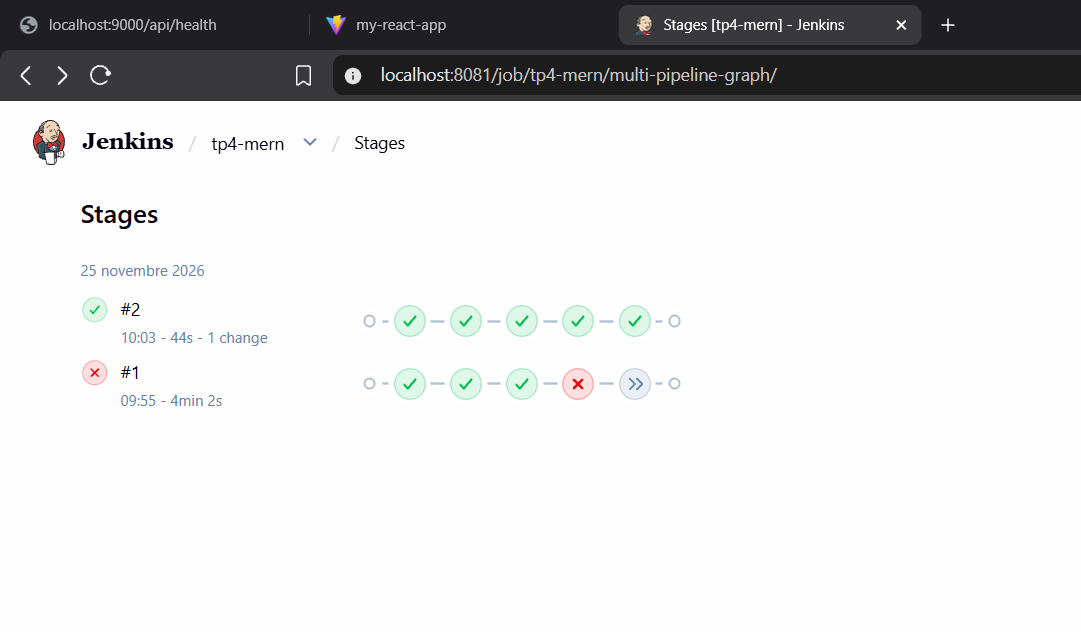 localhost:9000/api/health
my-react-app
Stages [tp4-mern] - Jenkins
localhost:8081/job/tp4-mern/multi-pipeline-graph/
Jenkins / tp4-mern / Stages
Stages
25 novembre 2026
#2
10:03 - 44s - 1 change
#1
09:55 - 4min 2s